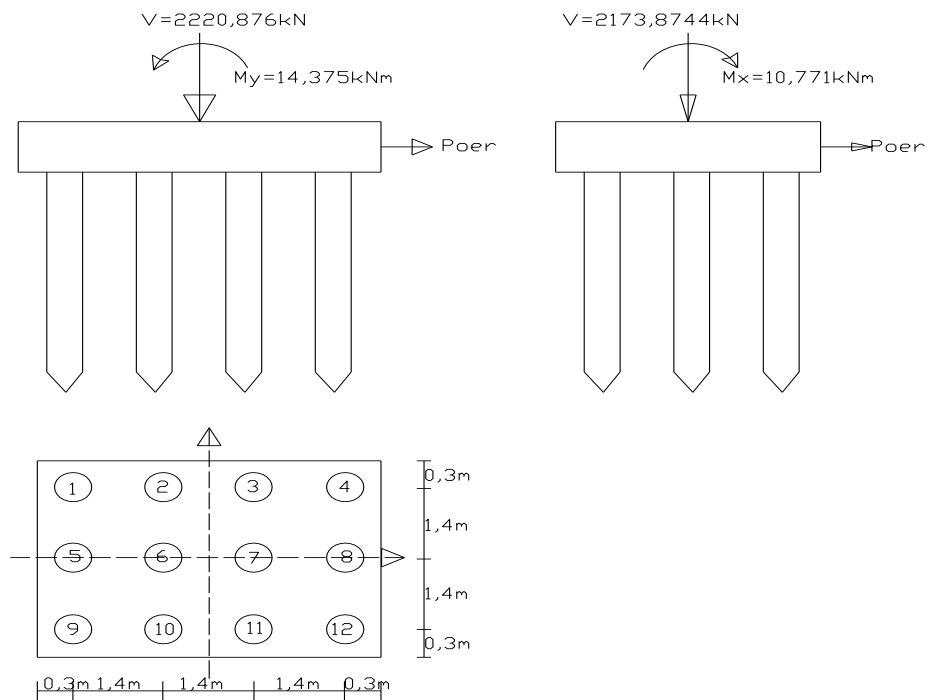 V=2220,876kN
V=2173,8744kN
My=14,375kNm
Mx=10,771kNm
Poer
Poer
1 2 3 4
0,3m
1,4m
5 6 7 8
1,4m
9 10 11 12
0,3m
0,3m 1,4m 1,4m 1,4m 0,3m